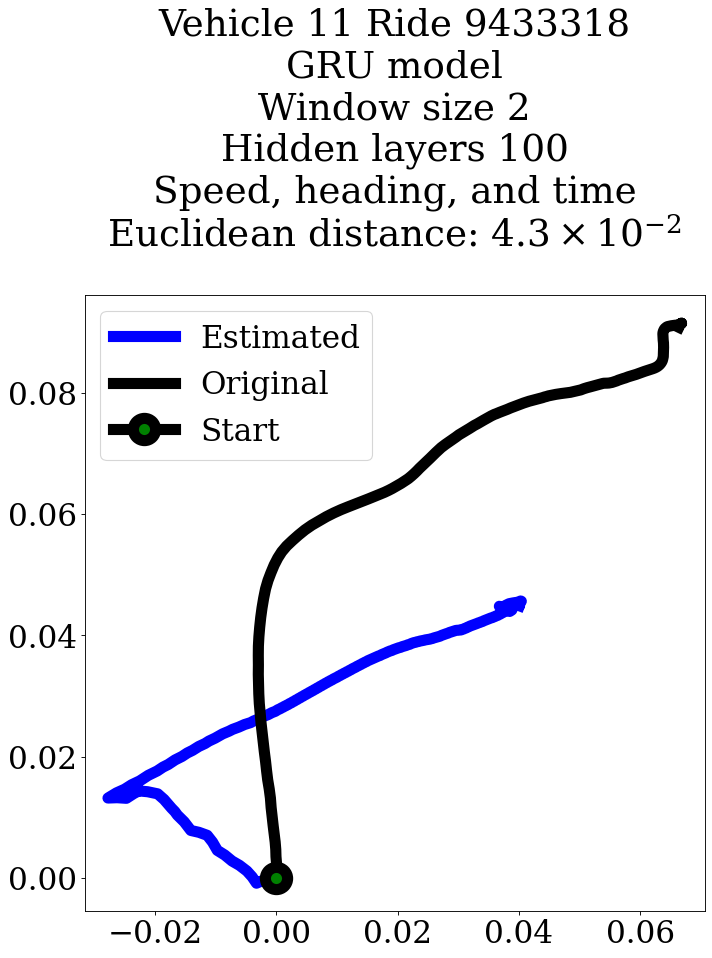 Vehicle 11 Ride 9433318
GRU model
Window size 2
Hidden layers 100
Speed, heading, and time
Euclidean distance: 4.3 × 10⁻²
Estimated
Original
Start
0.08
0.06
0.04
0.02
0.00
−0.02 0.00 0.02 0.04 0.06